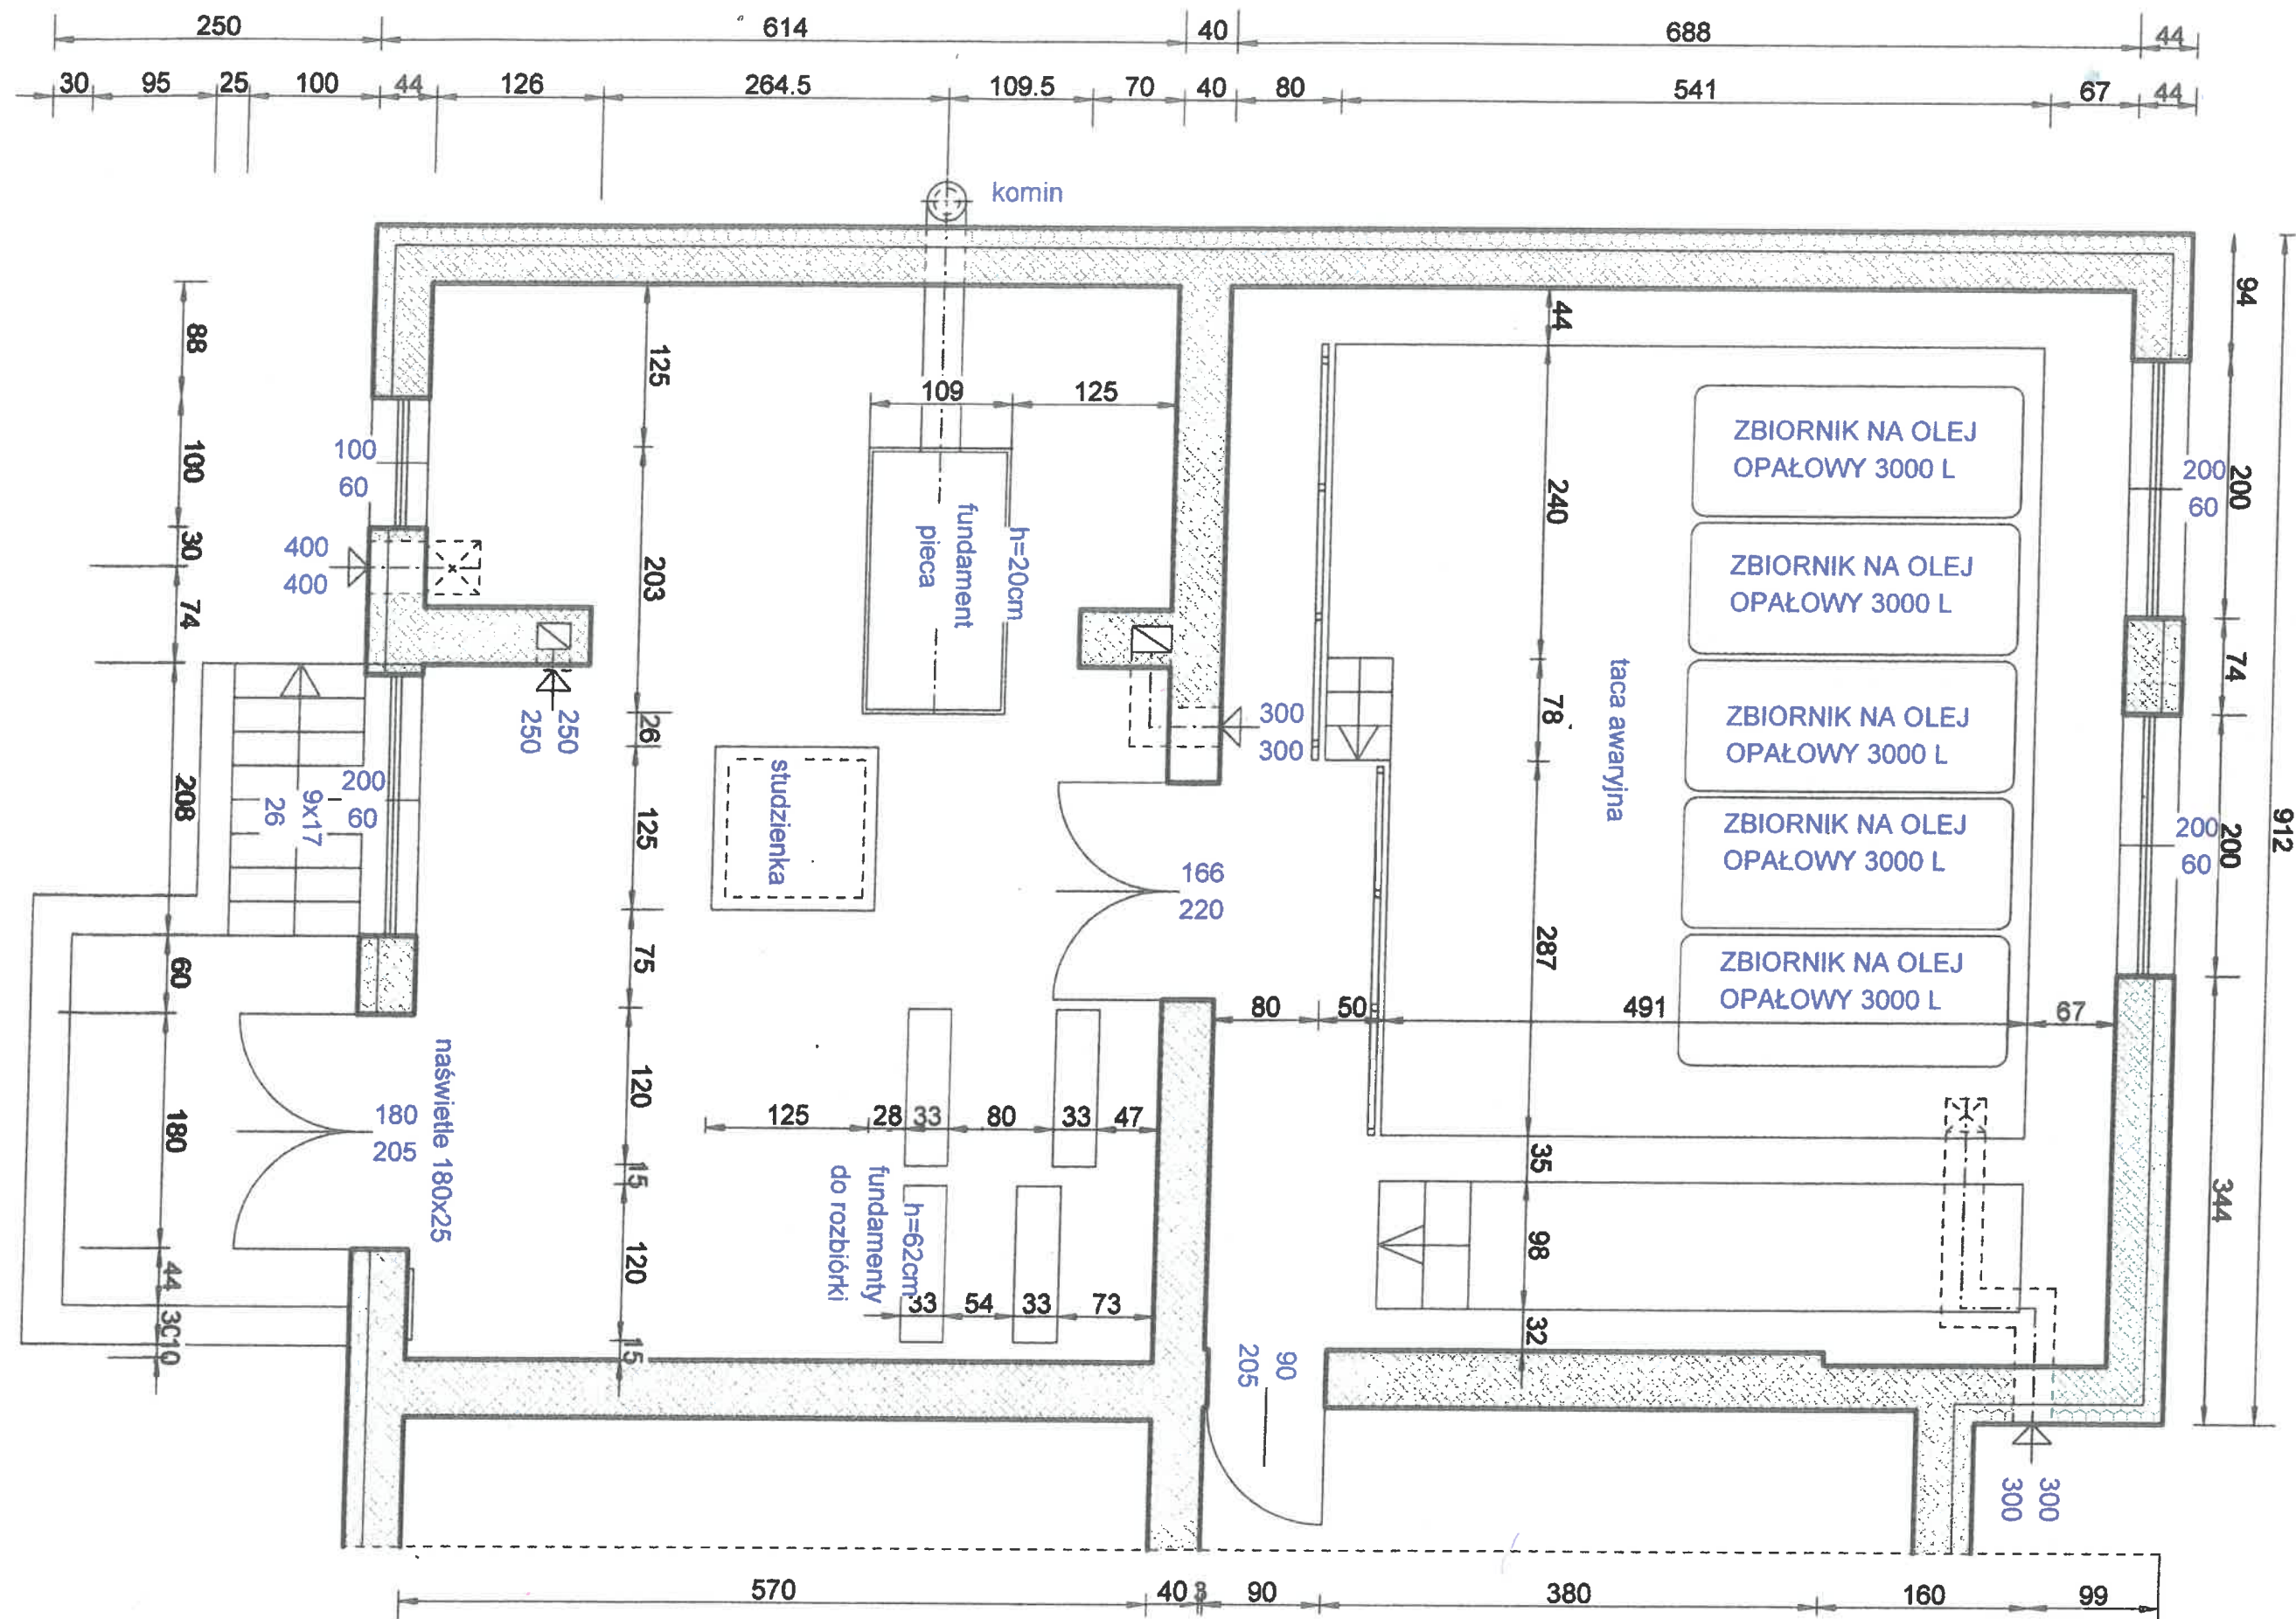 250 614 40 688 44
30 95 25 100 44 126 264.5 109.5 70 40 80 541 67 44
komin
88
100
30
74
208
60
180
44
30
10
100
60
400
400
250
250
9x17
26
200
60
180
205
naświetle 180x25
125
203
26
125
75
120
15
120
15
109 125
h=20cm
fundament
pieca
studzienka
300
300
166
220
125 28 33 80 33 47
h=62cm
fundamenty
do rozbiórki
33 54 33 73
44
240
78
287
35
98
32
taca awaryjna
ZBIORNIK NA OLEJ
OPAŁOWY 3000 L
ZBIORNIK NA OLEJ
OPAŁOWY 3000 L
ZBIORNIK NA OLEJ
OPAŁOWY 3000 L
ZBIORNIK NA OLEJ
OPAŁOWY 3000 L
ZBIORNIK NA OLEJ
OPAŁOWY 3000 L
80 50 491 67
90
205
300
300
200
60
200
60
94
200
74
200
344
912
570 40 3 90 380 160 99